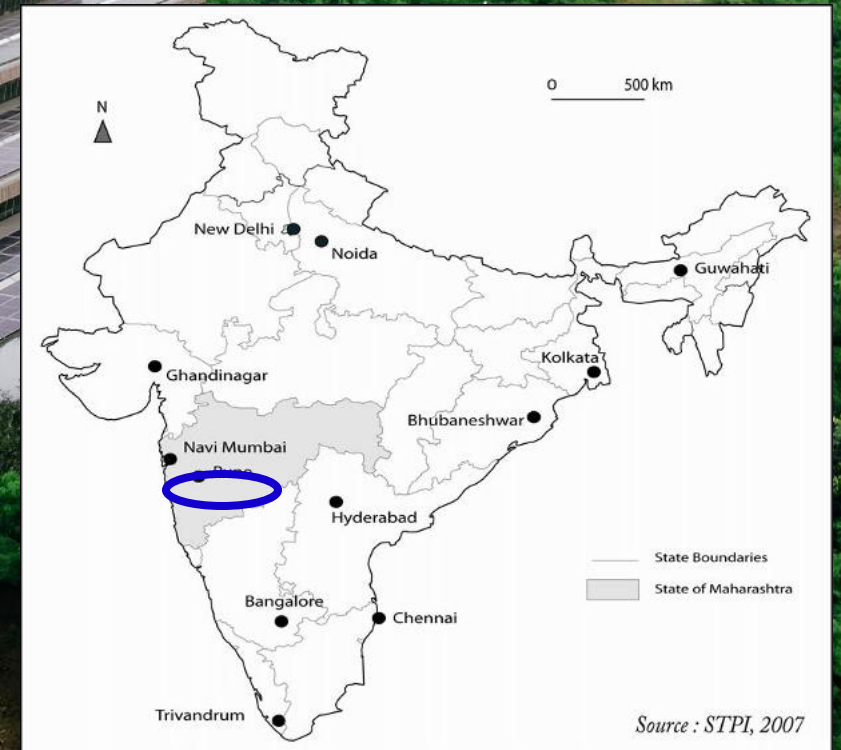 N
0 500 km
New Delhi
Noida
Guwahati
Kolkata
Ghandinagar
Bhubaneshwar
Navi Mumbai
Pune
Hyderabad
State Boundaries
State of Maharashtra
Bangalore
Chennai
Trivandrum
Source : STPI, 2007